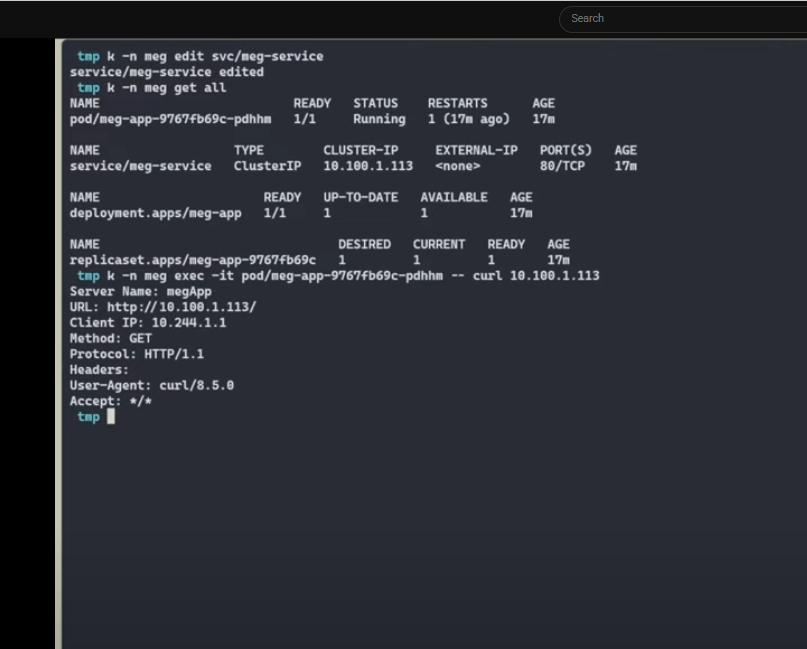 Search
tmp k -n meg edit svc/meg-service
service/meg-service edited
tmp k -n meg get all
NAME READY STATUS RESTARTS AGE
pod/meg-app-9767fb69c-pdhhm 1/1 Running 1 (17m ago) 17m
NAME TYPE CLUSTER-IP EXTERNAL-IP PORT(S) AGE
service/meg-service ClusterIP 10.100.1.113 <none> 80/TCP 17m
NAME READY UP-TO-DATE AVAILABLE AGE
deployment.apps/meg-app 1/1 1 1 17m
NAME DESIRED CURRENT READY AGE
replicaset.apps/meg-app-9767fb69c 1 1 1 17m
tmp k -n meg exec -it pod/meg-app-9767fb69c-pdhhm -- curl 10.100.1.113
Server Name: megApp
URL: http://10.100.1.113/
Client IP: 10.244.1.1
Method: GET
Protocol: HTTP/1.1
Headers:
User-Agent: curl/8.5.0
Accept: */*
tmp